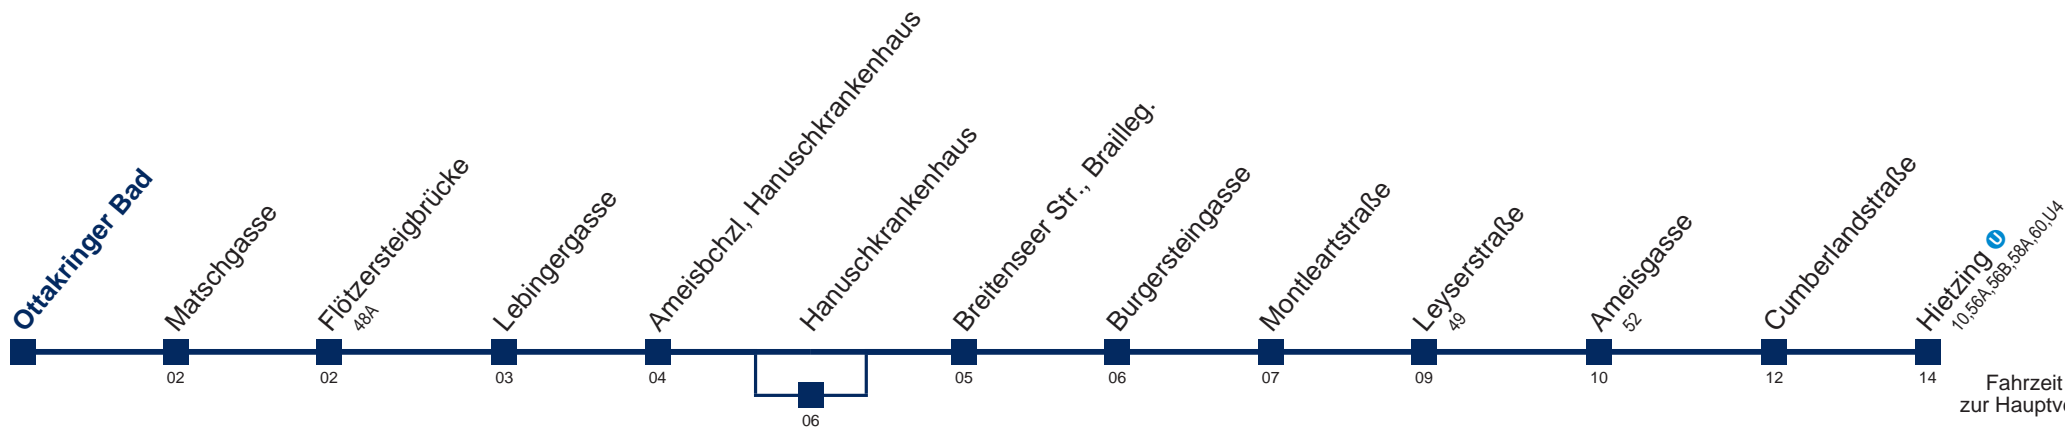 Ottakringer Bad
Matschgasse
02
Flötzersteigbrücke
48A
02
Lebingergasse
03
Ameisbchzl, Hanuschkrankenhaus
04
Hanuschkrankenhaus
06
Breitenseer Str., Brailleg.
05
Burgersteingasse
06
Montleartstraße
07
Leyserstraße
49
09
Ameisgasse
52
10
Cumberlandstraße
12
Hietzing U
10,56A,56B,58A,60,U4
14
Fahrzeit
zur